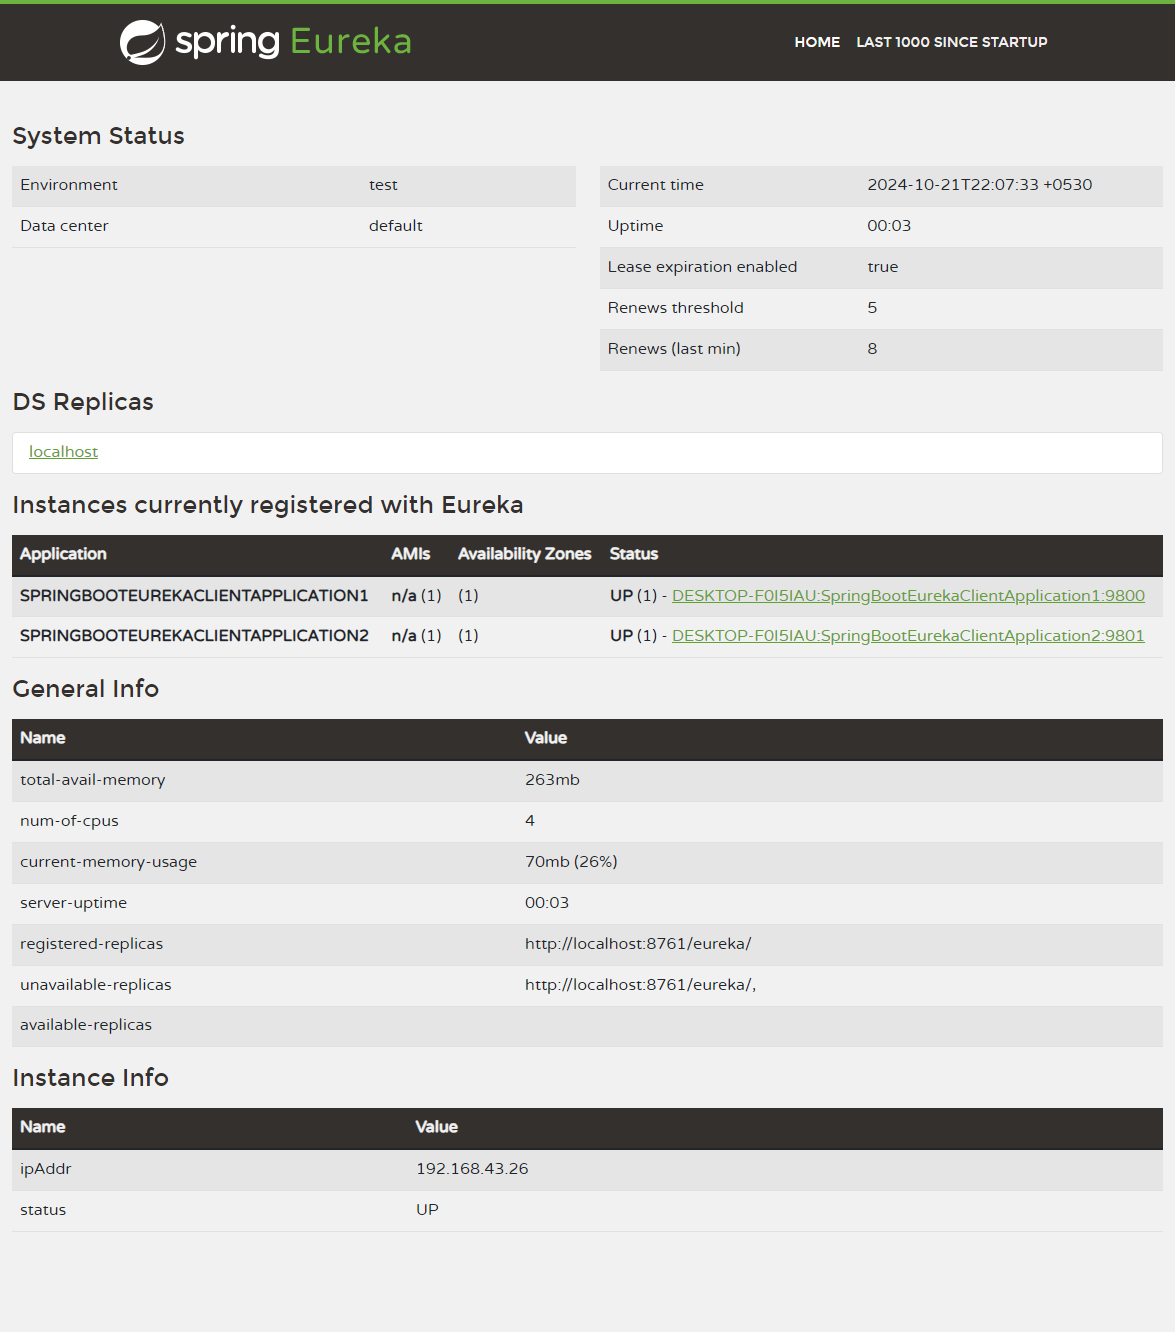 spring Eureka
HOME LAST 1000 SINCE STARTUP
System Status
Environment test
Data center default
Current time 2024-10-21T22:07:33 +0530
Uptime 00:03
Lease expiration enabled true
Renews threshold 5
Renews (last min) 8
DS Replicas
localhost
Instances currently registered with Eureka
Application AMIs Availability Zones Status
SPRINGBOOTEUREKACLIENTAPPLICATION1 n/a (1) (1) UP (1) - DESKTOP-F0I5IAU:SpringBootEurekaClientApplication1:9800
SPRINGBOOTEUREKACLIENTAPPLICATION2 n/a (1) (1) UP (1) - DESKTOP-F0I5IAU:SpringBootEurekaClientApplication2:9801
General Info
Name Value
total-avail-memory 263mb
num-of-cpus 4
current-memory-usage 70mb (26%)
server-uptime 00:03
registered-replicas http://localhost:8761/eureka/
unavailable-replicas http://localhost:8761/eureka/,
available-replicas
Instance Info
Name Value
ipAddr 192.168.43.26
status UP